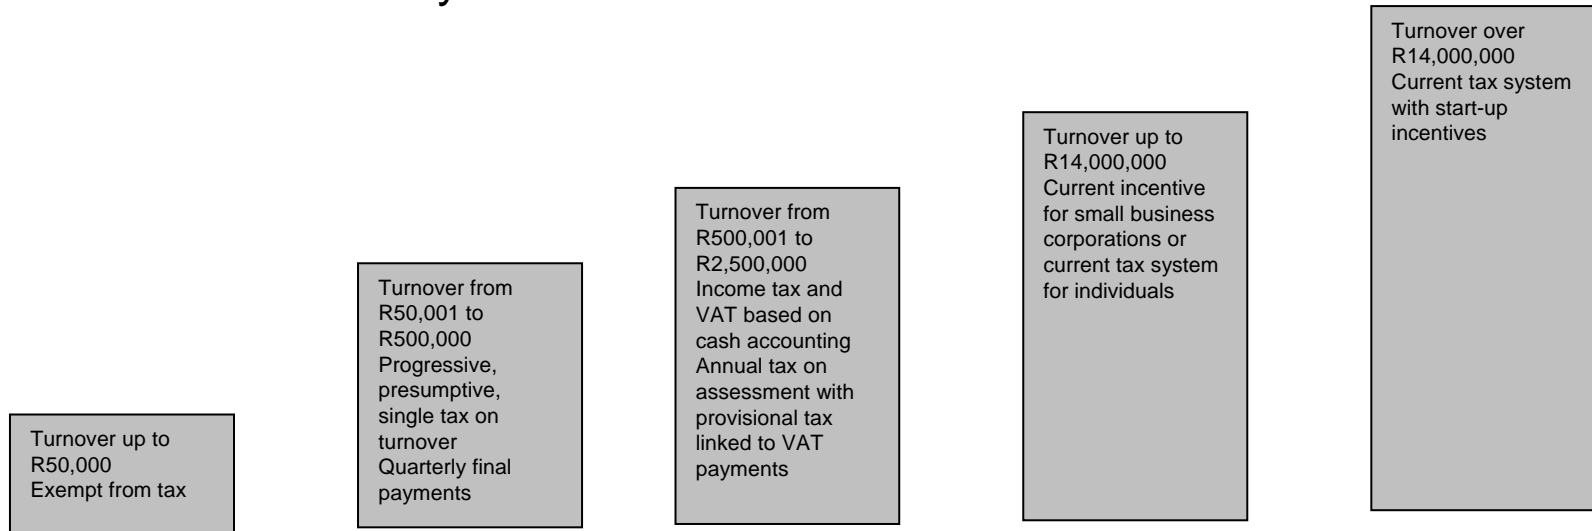 Turnover up to
R50,000
Exempt from tax
Turnover from
R50,001 to
R500,000
Progressive,
presumptive,
single tax on
turnover
Quarterly final
payments
Turnover from
R500,001 to
R2,500,000
Income tax and
VAT based on
cash accounting
Annual tax on
assessment with
provisional tax
linked to VAT
payments
Turnover up to
R14,000,000
Current incentive
for small business
corporations or
current tax system
for individuals
Turnover over
R14,000,000
Current tax system
with start-up
incentives